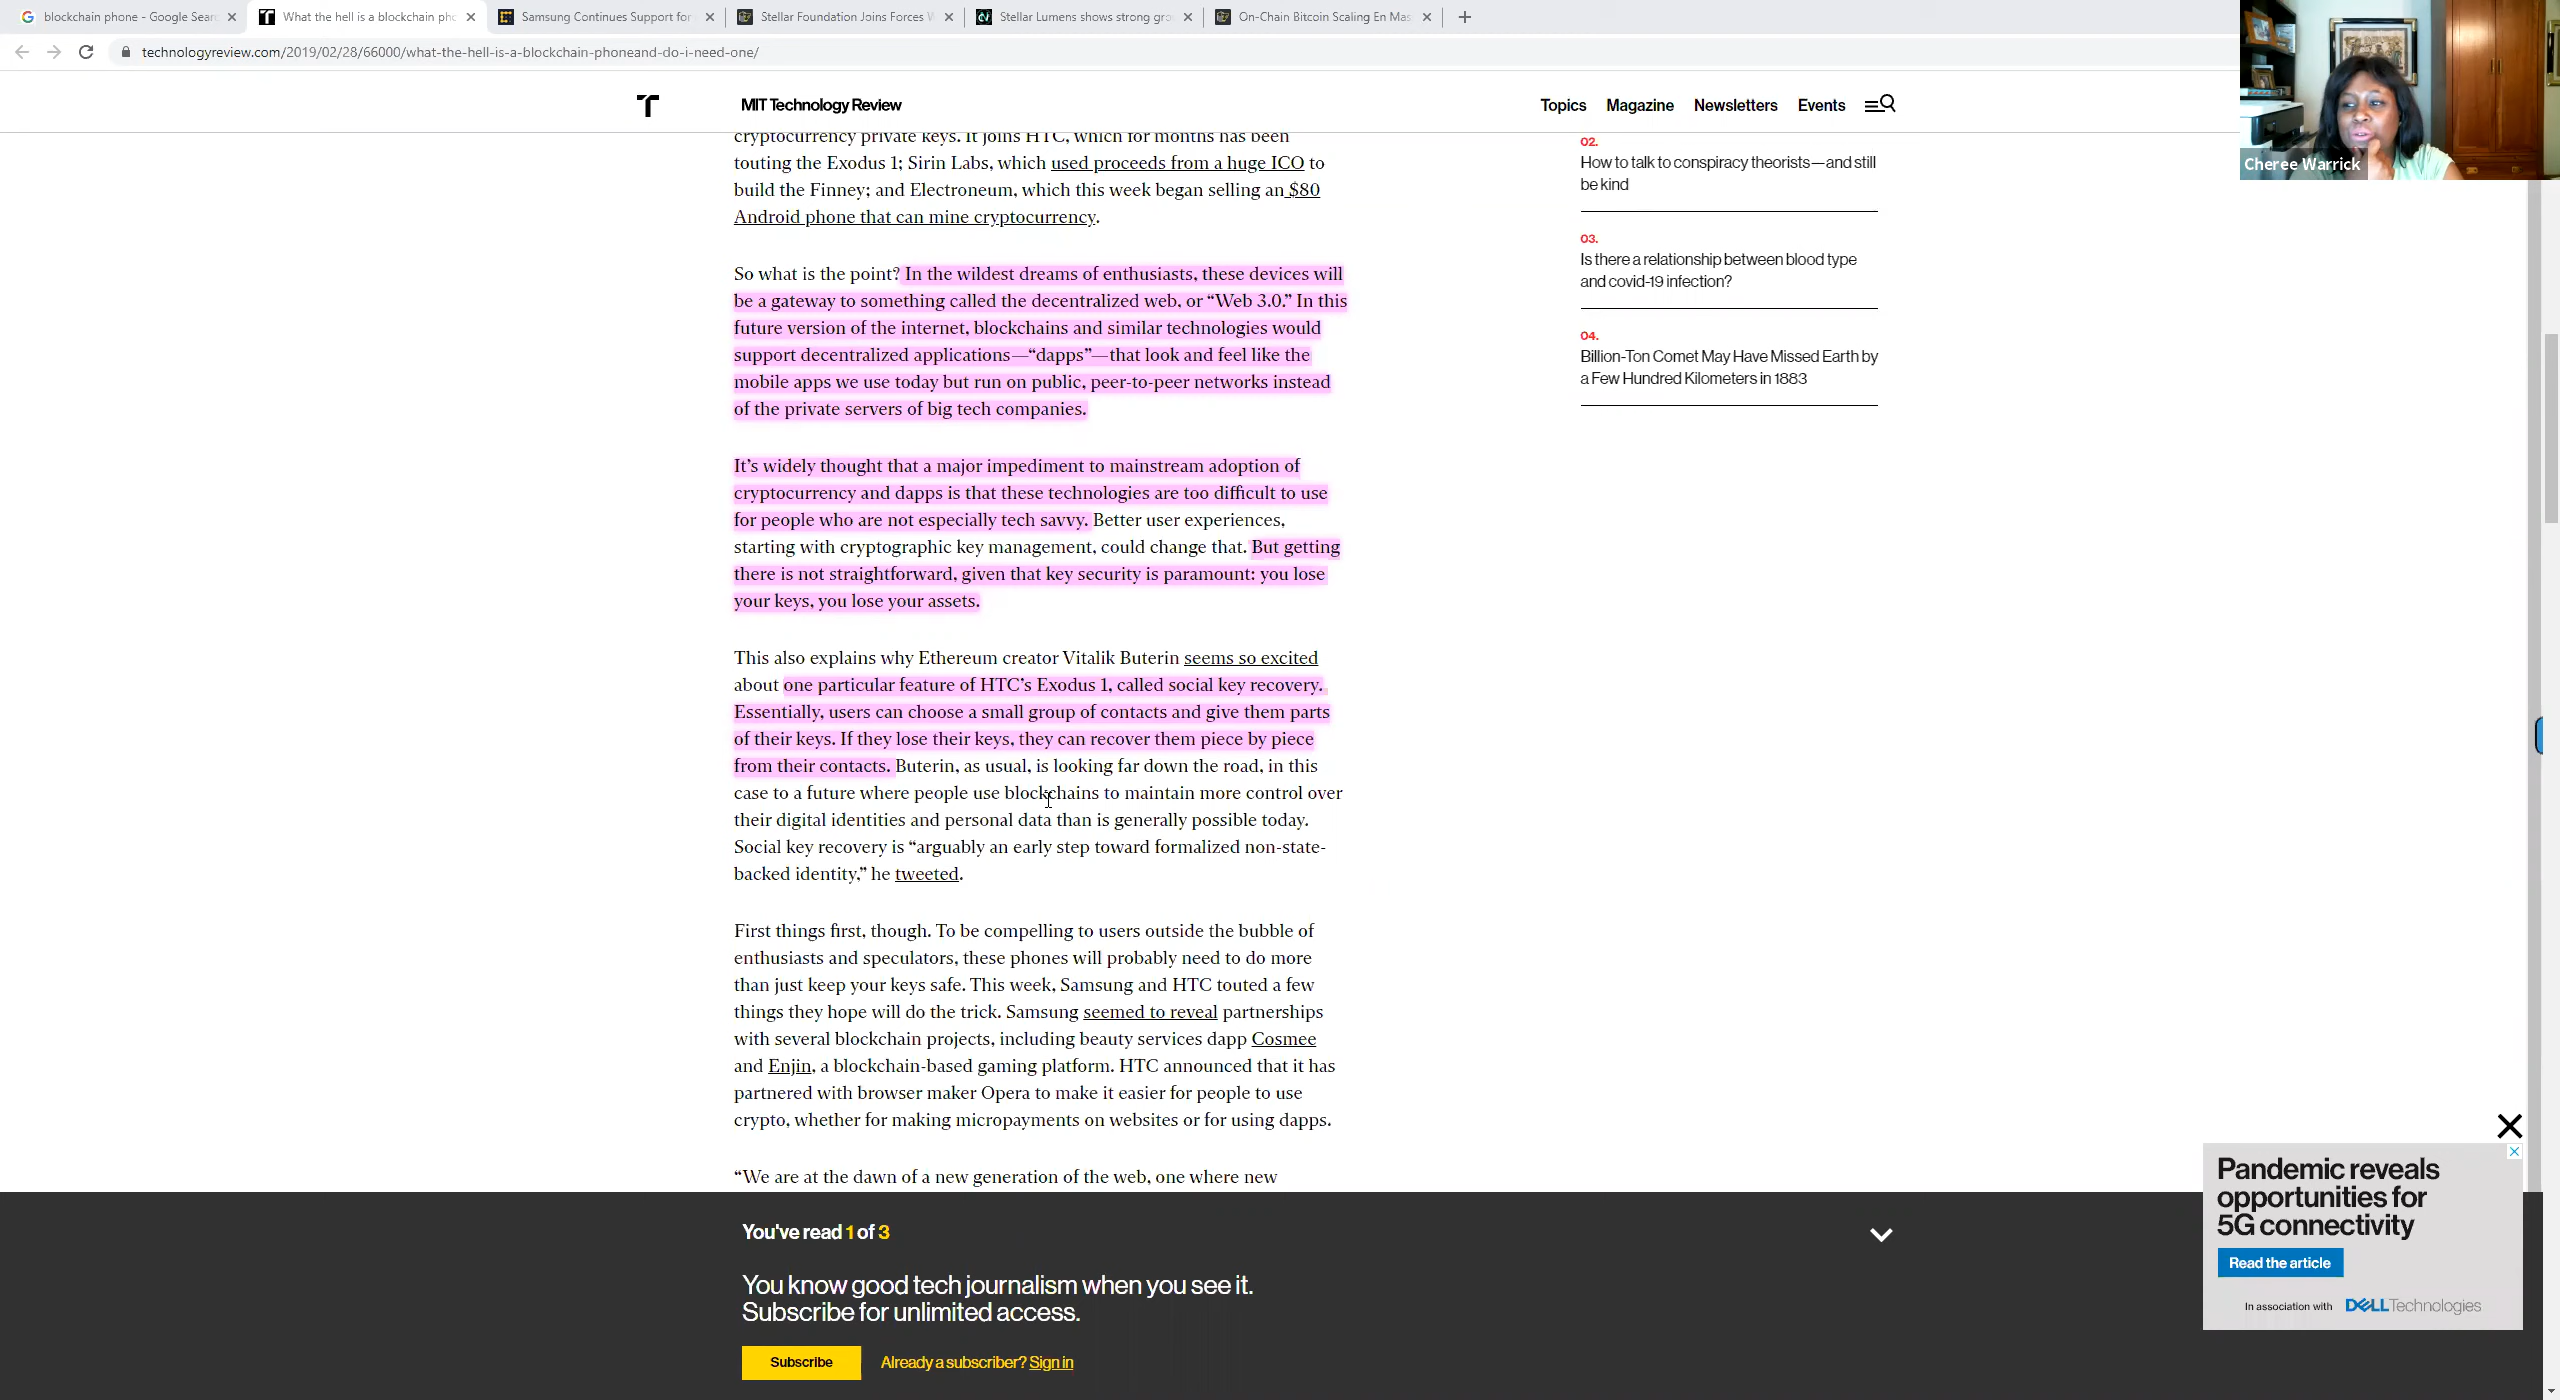 blockchain phone - Google Sear
What the hell is a blockchain pho
Samsung Continues Support for
Stellar Foundation Joins Forces W
Stellar Lumens shows strong gro
On-Chain Bitcoin Scaling En Mas
technologyreview.com/2019/02/28/66000/what-the-hell-is-a-blockchain-phoneand-do-i-need-one/
MIT Technology Review
Topics Magazine Newsletters Events
Cheree Warrick
cryptocurrency private keys. It joins HTC, which for months has been
touting the Exodus 1; Sirin Labs, which used proceeds from a huge ICO to
build the Finney; and Electroneum, which this week began selling an $80
Android phone that can mine cryptocurrency.
So what is the point? In the wildest dreams of enthusiasts, these devices will
be a gateway to something called the decentralized web, or “Web 3.0.” In this
future version of the internet, blockchains and similar technologies would
support decentralized applications—“dapps”—that look and feel like the
mobile apps we use today but run on public, peer-to-peer networks instead
of the private servers of big tech companies.
It’s widely thought that a major impediment to mainstream adoption of
cryptocurrency and dapps is that these technologies are too difficult to use
for people who are not especially tech savvy. Better user experiences,
starting with cryptographic key management, could change that. But getting
there is not straightforward, given that key security is paramount: you lose
your keys, you lose your assets.
This also explains why Ethereum creator Vitalik Buterin seems so excited
about one particular feature of HTC’s Exodus 1, called social key recovery.
Essentially, users can choose a small group of contacts and give them parts
of their keys. If they lose their keys, they can recover them piece by piece
from their contacts. Buterin, as usual, is looking far down the road, in this
case to a future where people use blockchains to maintain more control over
their digital identities and personal data than is generally possible today.
Social key recovery is “arguably an early step toward formalized non-state-
backed identity,” he tweeted.
First things first, though. To be compelling to users outside the bubble of
enthusiasts and speculators, these phones will probably need to do more
than just keep your keys safe. This week, Samsung and HTC touted a few
things they hope will do the trick. Samsung seemed to reveal partnerships
with several blockchain projects, including beauty services dapp Cosmee
and Enjin, a blockchain-based gaming platform. HTC announced that it has
partnered with browser maker Opera to make it easier for people to use
crypto, whether for making micropayments on websites or for using dapps.
“We are at the dawn of a new generation of the web, one where new
02.
How to talk to conspiracy theorists—and still
be kind
03.
Is there a relationship between blood type
and covid-19 infection?
04.
Billion-Ton Comet May Have Missed Earth by
a Few Hundred Kilometers in 1883
You've read 1 of 3
You know good tech journalism when you see it.
Subscribe for unlimited access.
Subscribe
Already a subscriber? Sign in
Pandemic reveals
opportunities for
5G connectivity
Read the article
In association with DELL Technologies